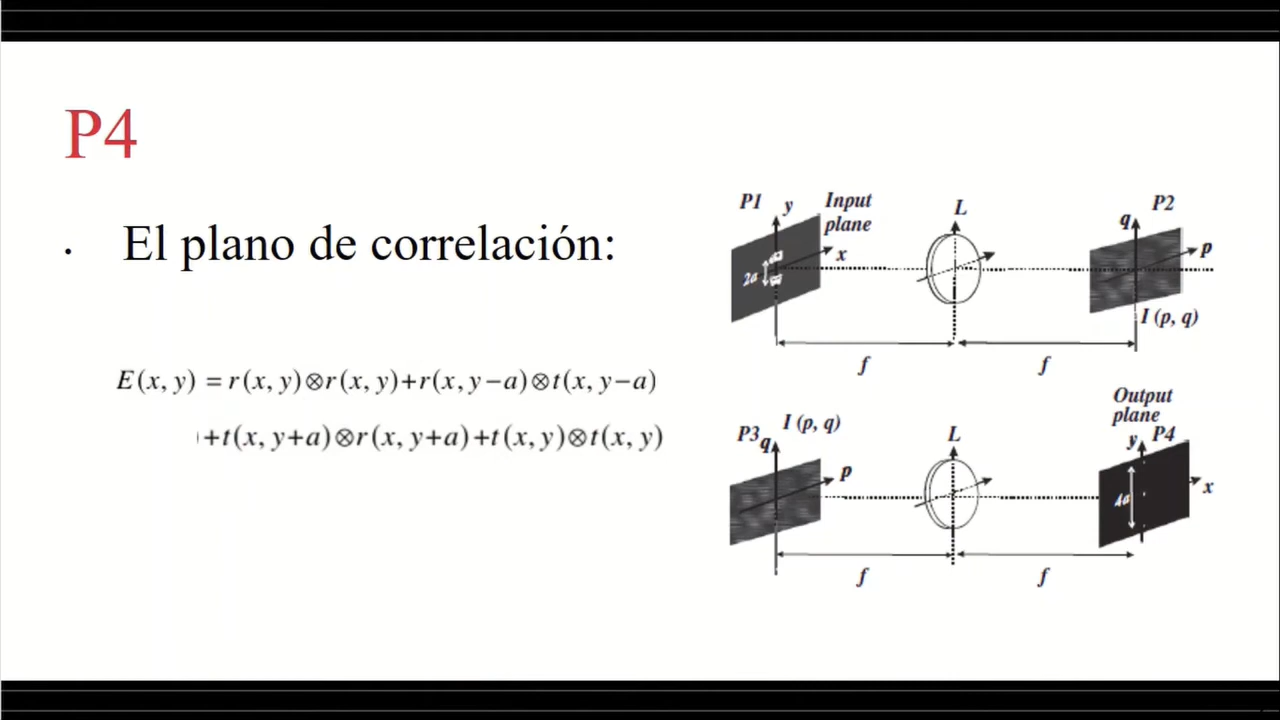 P4
• El plano de correlación:
E(x, y) = r(x, y)⊗r(x, y)+r(x, y−a)⊗t(x, y−a)
)+t(x, y+a)⊗r(x, y+a)+t(x, y)⊗t(x, y)
P1
y
Input
plane
x
2a
L
P2
q
p
I (p, q)
f
f
P3
q
I (p, q)
p
L
Output
plane
y
P4
x
4a
f
f